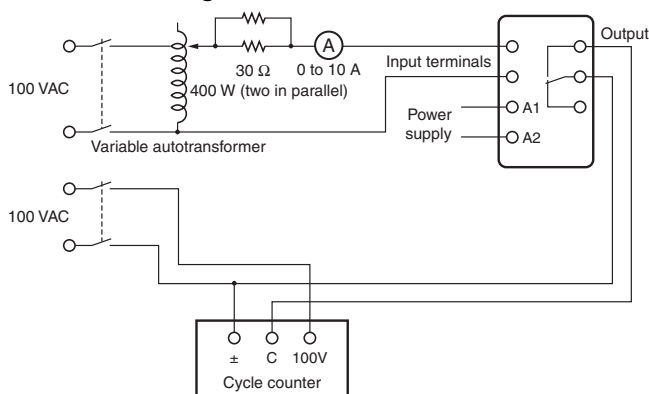 Output
A
Input terminals
30 Ω
0 to 10 A
100 VAC
400 W (two in parallel)
Power
supply
A1
A2
Variable autotransformer
100 VAC
± C 100V
Cycle counter